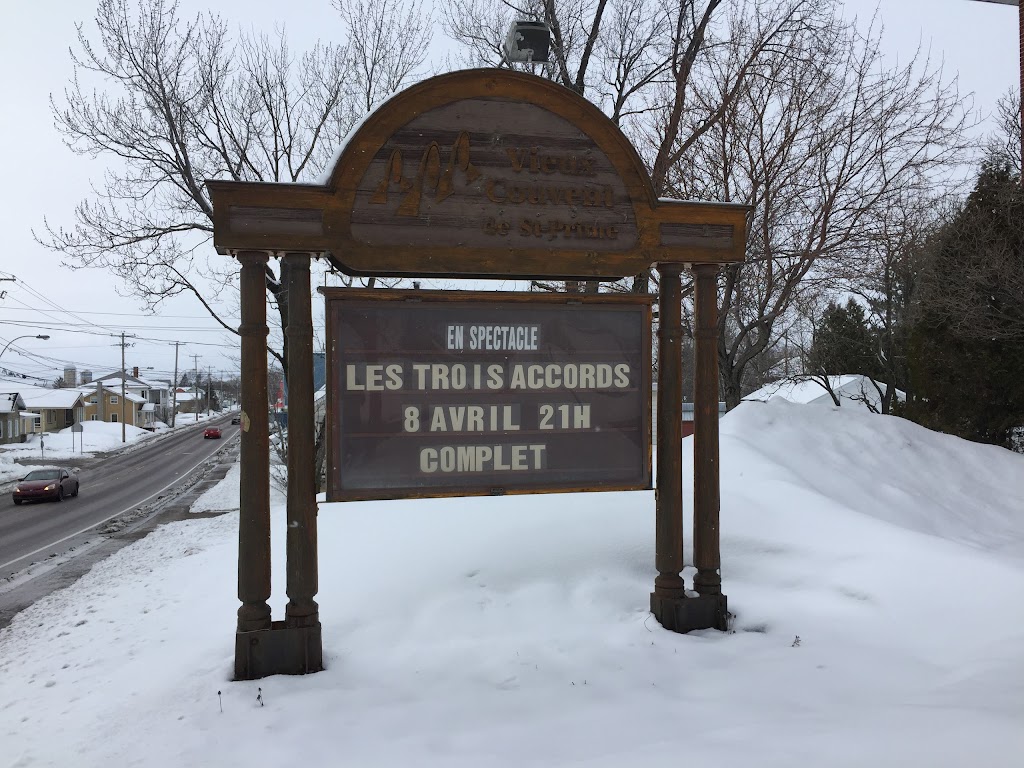 Vieux
Couvent
de St-Prime
EN SPECTACLE
LES TROIS ACCORDS
8 AVRIL 21H
COMPLET